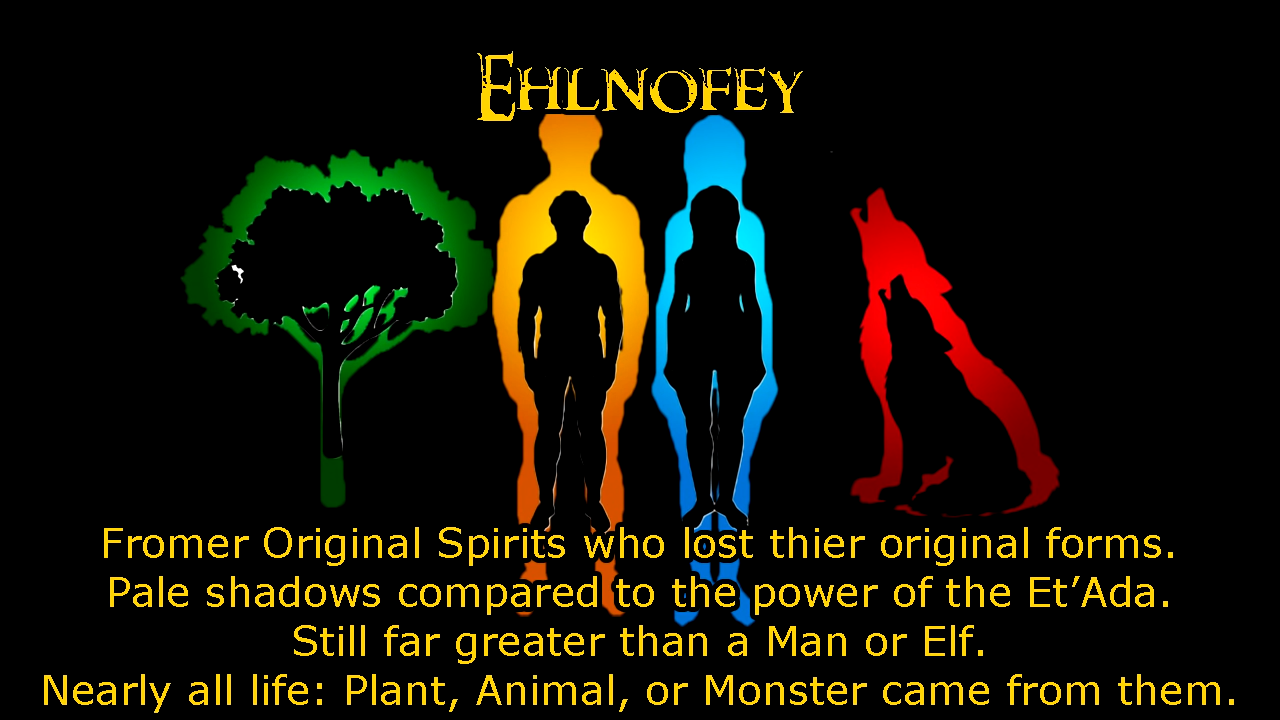 Ehlnofey
Fromer Original Spirits who lost thier original forms.
Pale shadows compared to the power of the Et’Ada.
Still far greater than a Man or Elf.
Nearly all life: Plant, Animal, or Monster came from them.